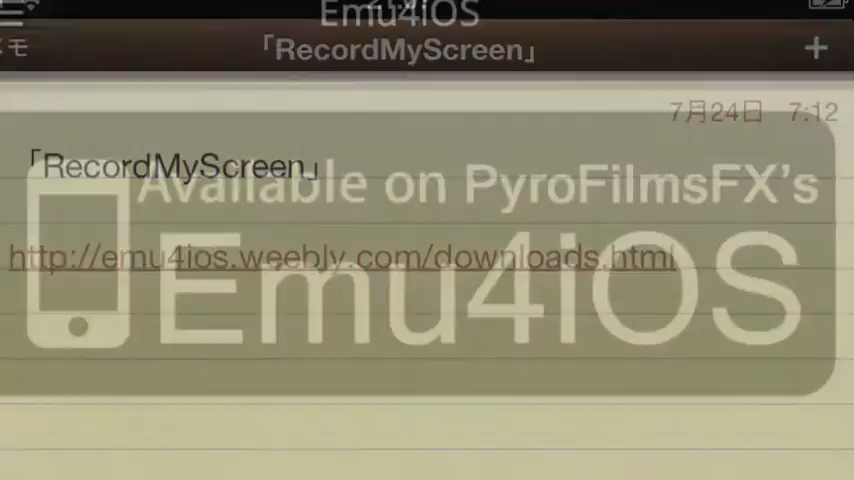 Emu4iOS
メモ 「RecordMyScreen」 +
7月24日 7:12
「RecordMyScreen」
Available on PyroFilmsFX's
http://emu4ios.weebly.com/downloads.html
Emu4iOS